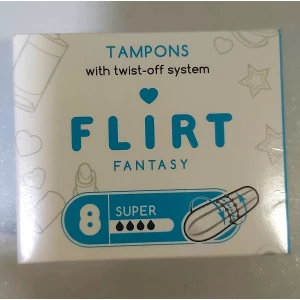 TAMPONS
with twist-off system
FLIRT
FANTASY
8 SUPER